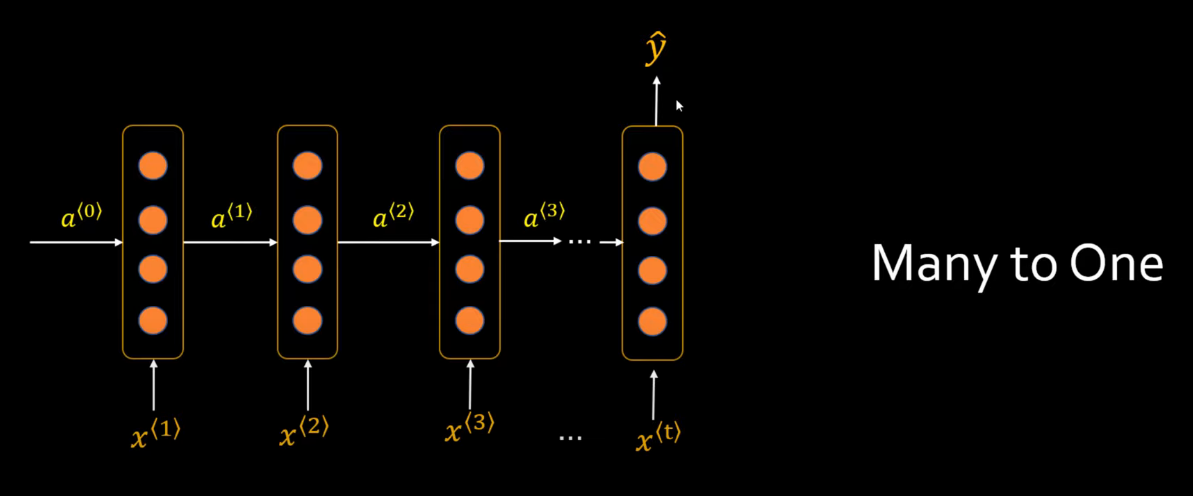 ŷ
a⟨0⟩ a⟨1⟩ a⟨2⟩ a⟨3⟩
...
Many to One
x⟨1⟩ x⟨2⟩ x⟨3⟩ ... x⟨t⟩